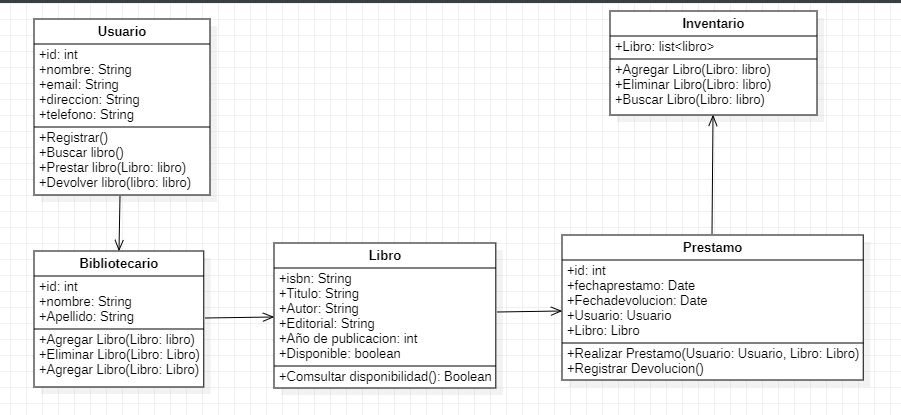 Usuario
+id: int
+nombre: String
+email: String
+direccion: String
+telefono: String
+Registrar()
+Buscar libro()
+Prestar libro(Libro: libro)
+Devolver libro(libro: libro)
Inventario
+Libro: list<libro>
+Agregar Libro(Libro: libro)
+Eliminar Libro(Libro: libro)
+Buscar Libro(Libro: libro)
Bibliotecario
+id: int
+nombre: String
+Apellido: String
+Agregar Libro(Libro: libro)
+Eliminar Libro(Libro: Libro)
+Agregar Libro(Libro: Libro)
Libro
+isbn: String
+Titulo: String
+Autor: String
+Editorial: String
+Año de publicacion: int
+Disponible: boolean
+Comsultar disponibilidad(): Boolean
Prestamo
+id: int
+fechaprestamo: Date
+Fechadevolucion: Date
+Usuario: Usuario
+Libro: Libro
+Realizar Prestamo(Usuario: Usuario, Libro: Libro)
+Registrar Devolucion()